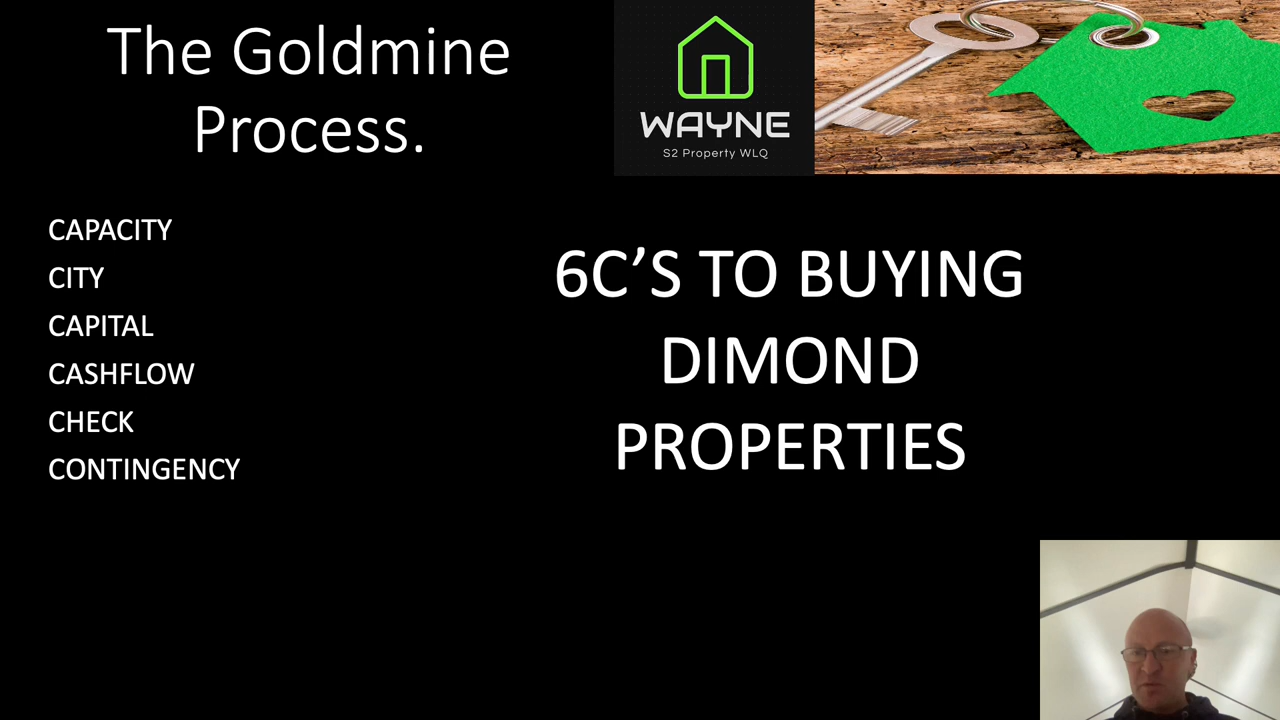 The Goldmine
Process.
WAYNE
S2 Property WLQ
CAPACITY
CITY
CAPITAL
CASHFLOW
CHECK
CONTINGENCY
6C’S TO BUYING
DIMOND
PROPERTIES